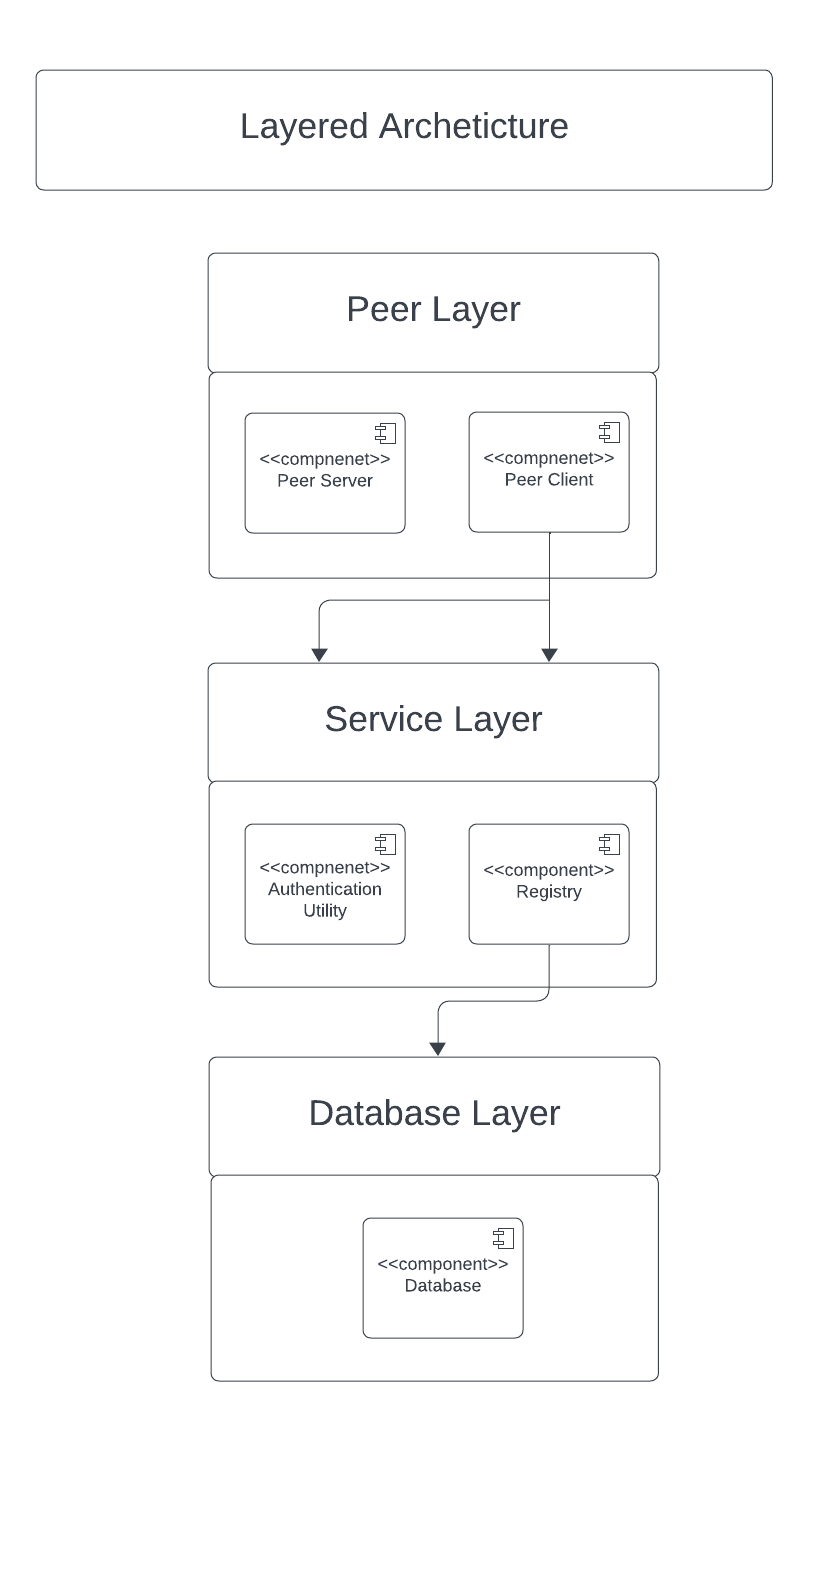 Layered Archeticture
Peer Layer
<<compnenet>>
Peer Server
<<compnenet>>
Peer Client
Service Layer
<<compnenet>>
Authentication
Utility
<<component>>
Registry
Database Layer
<<component>>
Database